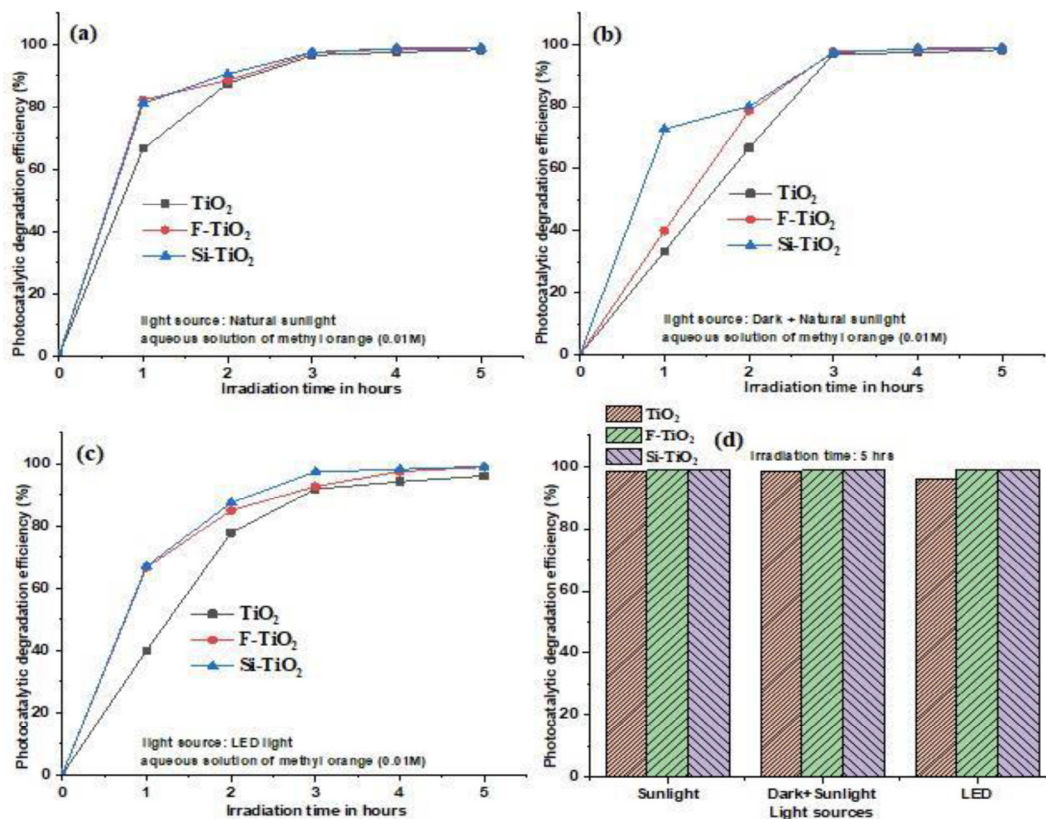 (a)
Photocatalytic degradation efficiency (%)
100
80
60
40
20
0
TiO₂
F-TiO₂
Si-TiO₂
light source: Natural sunlight
aqueous solution of methyl orange (0.01M)
0 1 2 3 4 5
Irradiation time in hours
(b)
Photocatalytic degradation efficiency (%)
100
80
60
40
20
0
TiO₂
F-TiO₂
Si-TiO₂
light source: Dark + Natural sunlight
aqueous solution of methyl orange (0.01M)
0 1 2 3 4 5
Irradiation time in hours
(c)
Photocatalytic degradation efficiency (%)
100
80
60
40
20
0
TiO₂
F-TiO₂
Si-TiO₂
light source: LED light
aqueous solution of methyl orange (0.01M)
0 1 2 3 4 5
Irradiation time in hours
TiO₂
F-TiO₂
Si-TiO₂
(d)
Irradiation time: 5 hrs
Photocatalytic degradation efficiency (%)
100
80
60
40
20
0
Sunlight Dark+Sunlight LED
Light sources